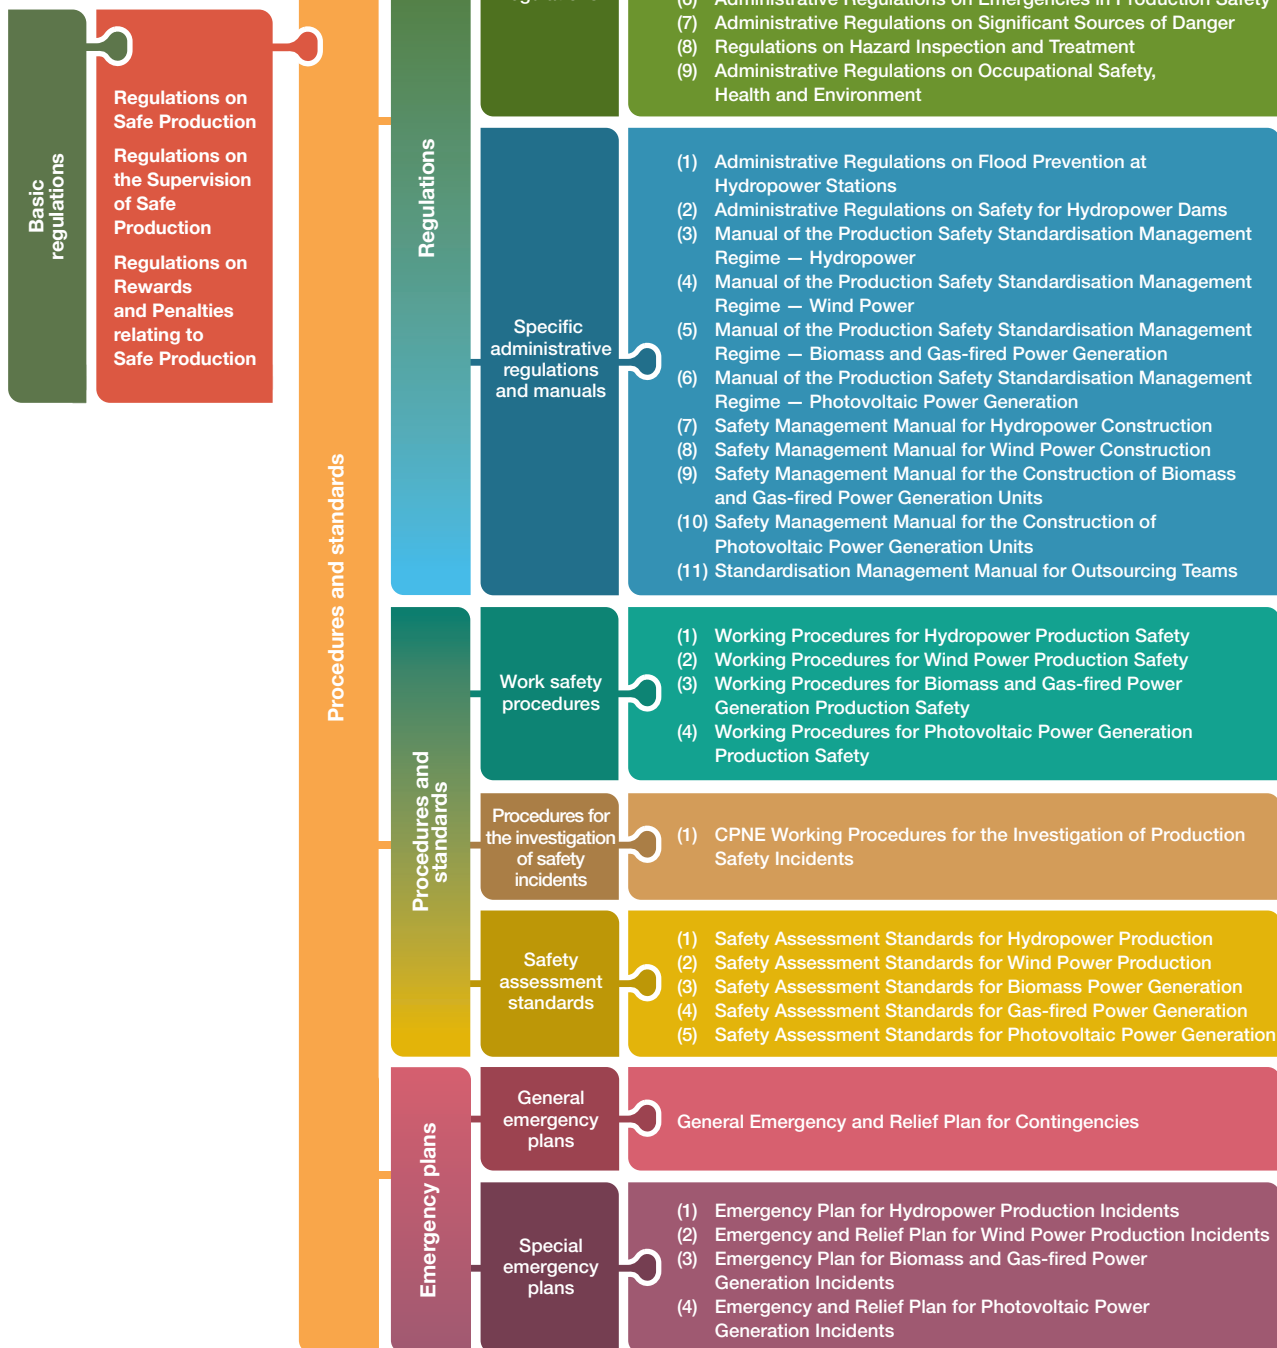 Basic
regulations
Regulations on
Safe Production
Regulations on
the Supervision
of Safe
Production
Regulations on
Rewards
and Penalties
relating to
Safe Production
Procedures and standards
Regulations
(6) Administrative Regulations on Emergencies in Production Safety
(7) Administrative Regulations on Significant Sources of Danger
(8) Regulations on Hazard Inspection and Treatment
(9) Administrative Regulations on Occupational Safety,
Health and Environment
Specific
administrative
regulations
and manuals
(1) Administrative Regulations on Flood Prevention at
Hydropower Stations
(2) Administrative Regulations on Safety for Hydropower Dams
(3) Manual of the Production Safety Standardisation Management
Regime — Hydropower
(4) Manual of the Production Safety Standardisation Management
Regime — Wind Power
(5) Manual of the Production Safety Standardisation Management
Regime — Biomass and Gas-fired Power Generation
(6) Manual of the Production Safety Standardisation Management
Regime — Photovoltaic Power Generation
(7) Safety Management Manual for Hydropower Construction
(8) Safety Management Manual for Wind Power Construction
(9) Safety Management Manual for the Construction of Biomass
and Gas-fired Power Generation Units
(10) Safety Management Manual for the Construction of
Photovoltaic Power Generation Units
(11) Standardisation Management Manual for Outsourcing Teams
Procedures and
standards
Work safety
procedures
(1) Working Procedures for Hydropower Production Safety
(2) Working Procedures for Wind Power Production Safety
(3) Working Procedures for Biomass and Gas-fired Power
Generation Production Safety
(4) Working Procedures for Photovoltaic Power Generation
Production Safety
Procedures for
the investigation
of safety
incidents
(1) CPNE Working Procedures for the Investigation of Production
Safety Incidents
Safety
assessment
standards
(1) Safety Assessment Standards for Hydropower Production
(2) Safety Assessment Standards for Wind Power Production
(3) Safety Assessment Standards for Biomass Power Generation
(4) Safety Assessment Standards for Gas-fired Power Generation
(5) Safety Assessment Standards for Photovoltaic Power Generation
Emergency plans
General
emergency
plans
General Emergency and Relief Plan for Contingencies
Special
emergency
plans
(1) Emergency Plan for Hydropower Production Incidents
(2) Emergency and Relief Plan for Wind Power Production Incidents
(3) Emergency Plan for Biomass and Gas-fired Power
Generation Incidents
(4) Emergency and Relief Plan for Photovoltaic Power
Generation Incidents